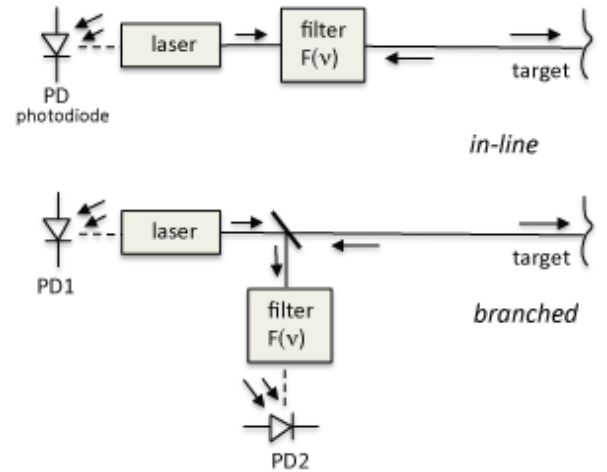 laser
filter
F(ν)
target
PD
photodiode
in-line
laser
target
PD1
filter
F(ν)
branched
PD2